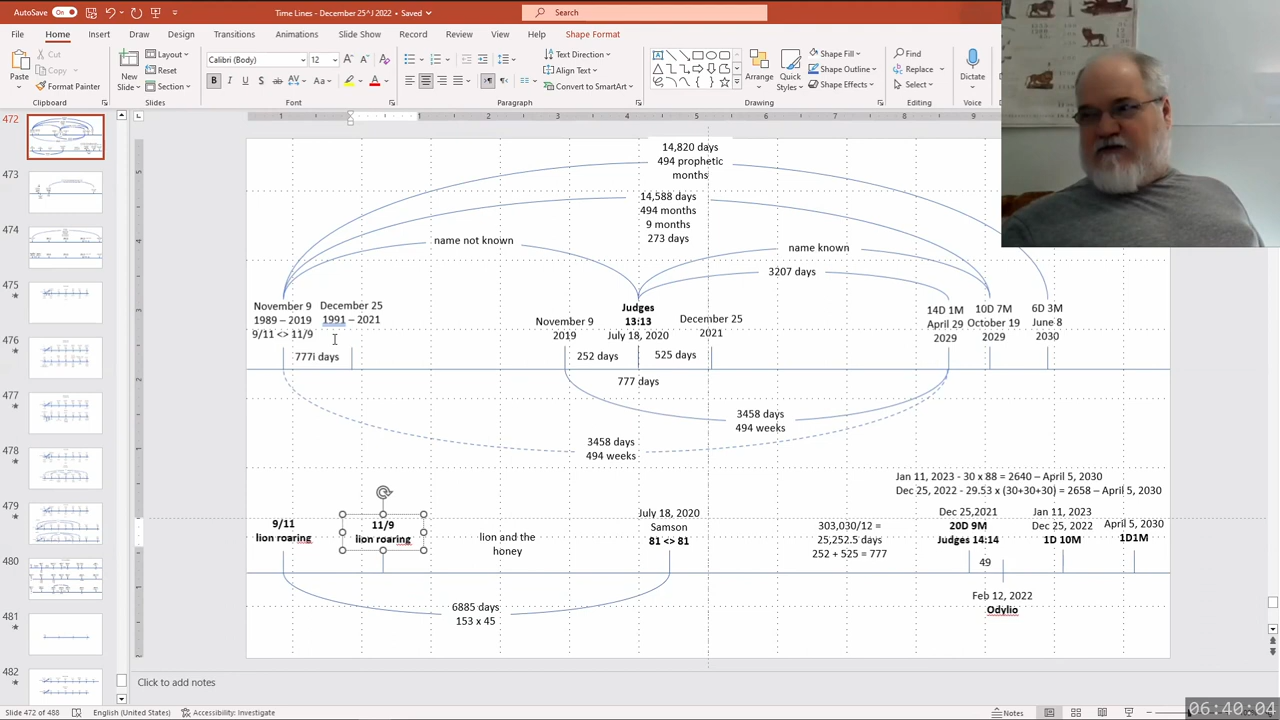 AutoSave On
Time Lines - December 25^J 2022 • Saved
Search
File Home Insert Draw Design Transitions Animations Slide Show Record Review View Help Shape Format
Paste
Cut
Copy
Format Painter
Clipboard
New
Slide
Layout
Reset
Section
Slides
Calibri (Body) 12
Font
Paragraph
Text Direction
Align Text
Convert to SmartArt
Arrange
Quick
Styles
Shape Fill
Shape Outline
Shape Effects
Drawing
Find
Replace
Select
Editing
Dictate
Voice
472
473
474
475
476
477
478
479
480
481
482
14,820 days
494 prophetic
months
14,588 days
494 months
9 months
273 days
name not known
name known
3207 days
November 9
1989 – 2019
9/11 <> 11/9
December 25
1991 – 2021
777i days
November 9
2019
Judges
13:13
July 18, 2020
December 25
2021
252 days
525 days
777 days
14D 1M
April 29
2029
10D 7M
October 19
2029
6D 3M
June 8
2030
3458 days
494 weeks
3458 days
494 weeks
Jan 11, 2023 - 30 x 88 = 2640 – April 5, 2030
Dec 25, 2022 - 29.53 x (30+30+30) = 2658 – April 5, 2030
9/11
lion roaring
11/9
lion roaring
lion and the
honey
July 18, 2020
Samson
81 <> 81
303,030/12 =
25,252.5 days
252 + 525 = 777
Dec 25,2021
20D 9M
Judges 14:14
Jan 11, 2023
Dec 25, 2022
1D 10M
April 5, 2030
1D1M
49
Feb 12, 2022
Odylio
6885 days
153 x 45
Click to add notes
Slide 472 of 488
English (United States)
Accessibility: Investigate
Notes
06:40:04